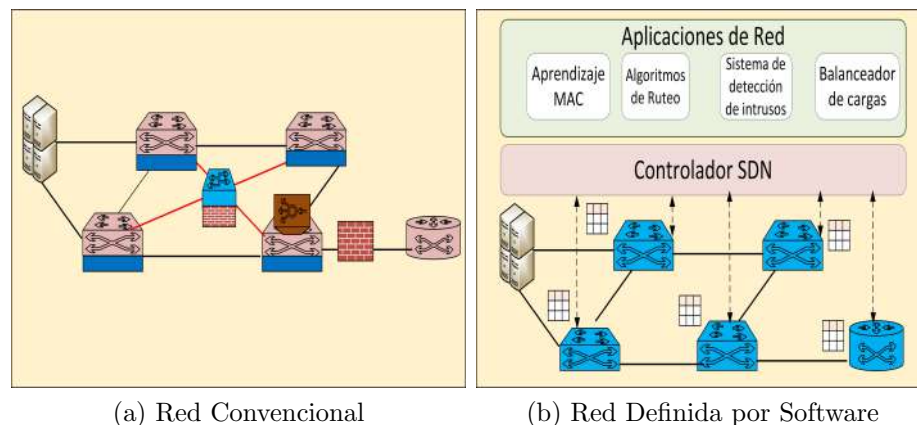 Aplicaciones de Red
Aprendizaje
MAC
Algoritmos
de Ruteo
Sistema de
detección
de intrusos
Balanceador
de cargas
Controlador SDN
(a) Red Convencional
(b) Red Definida por Software